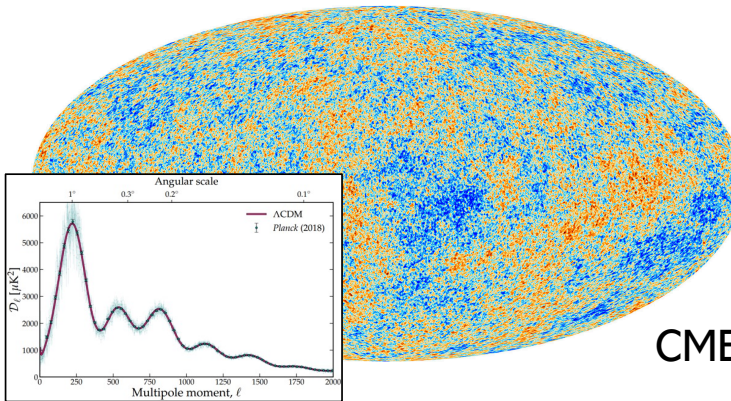 Angular scale
1° 0.3° 0.2° 0.1°
ΛCDM
Planck (2018)
6000
5000
4000
3000
2000
1000
𝒟ℓ [μK²]
0 250 500 750 1000 1250 1500 1750 2000
Multipole moment, ℓ
CMB